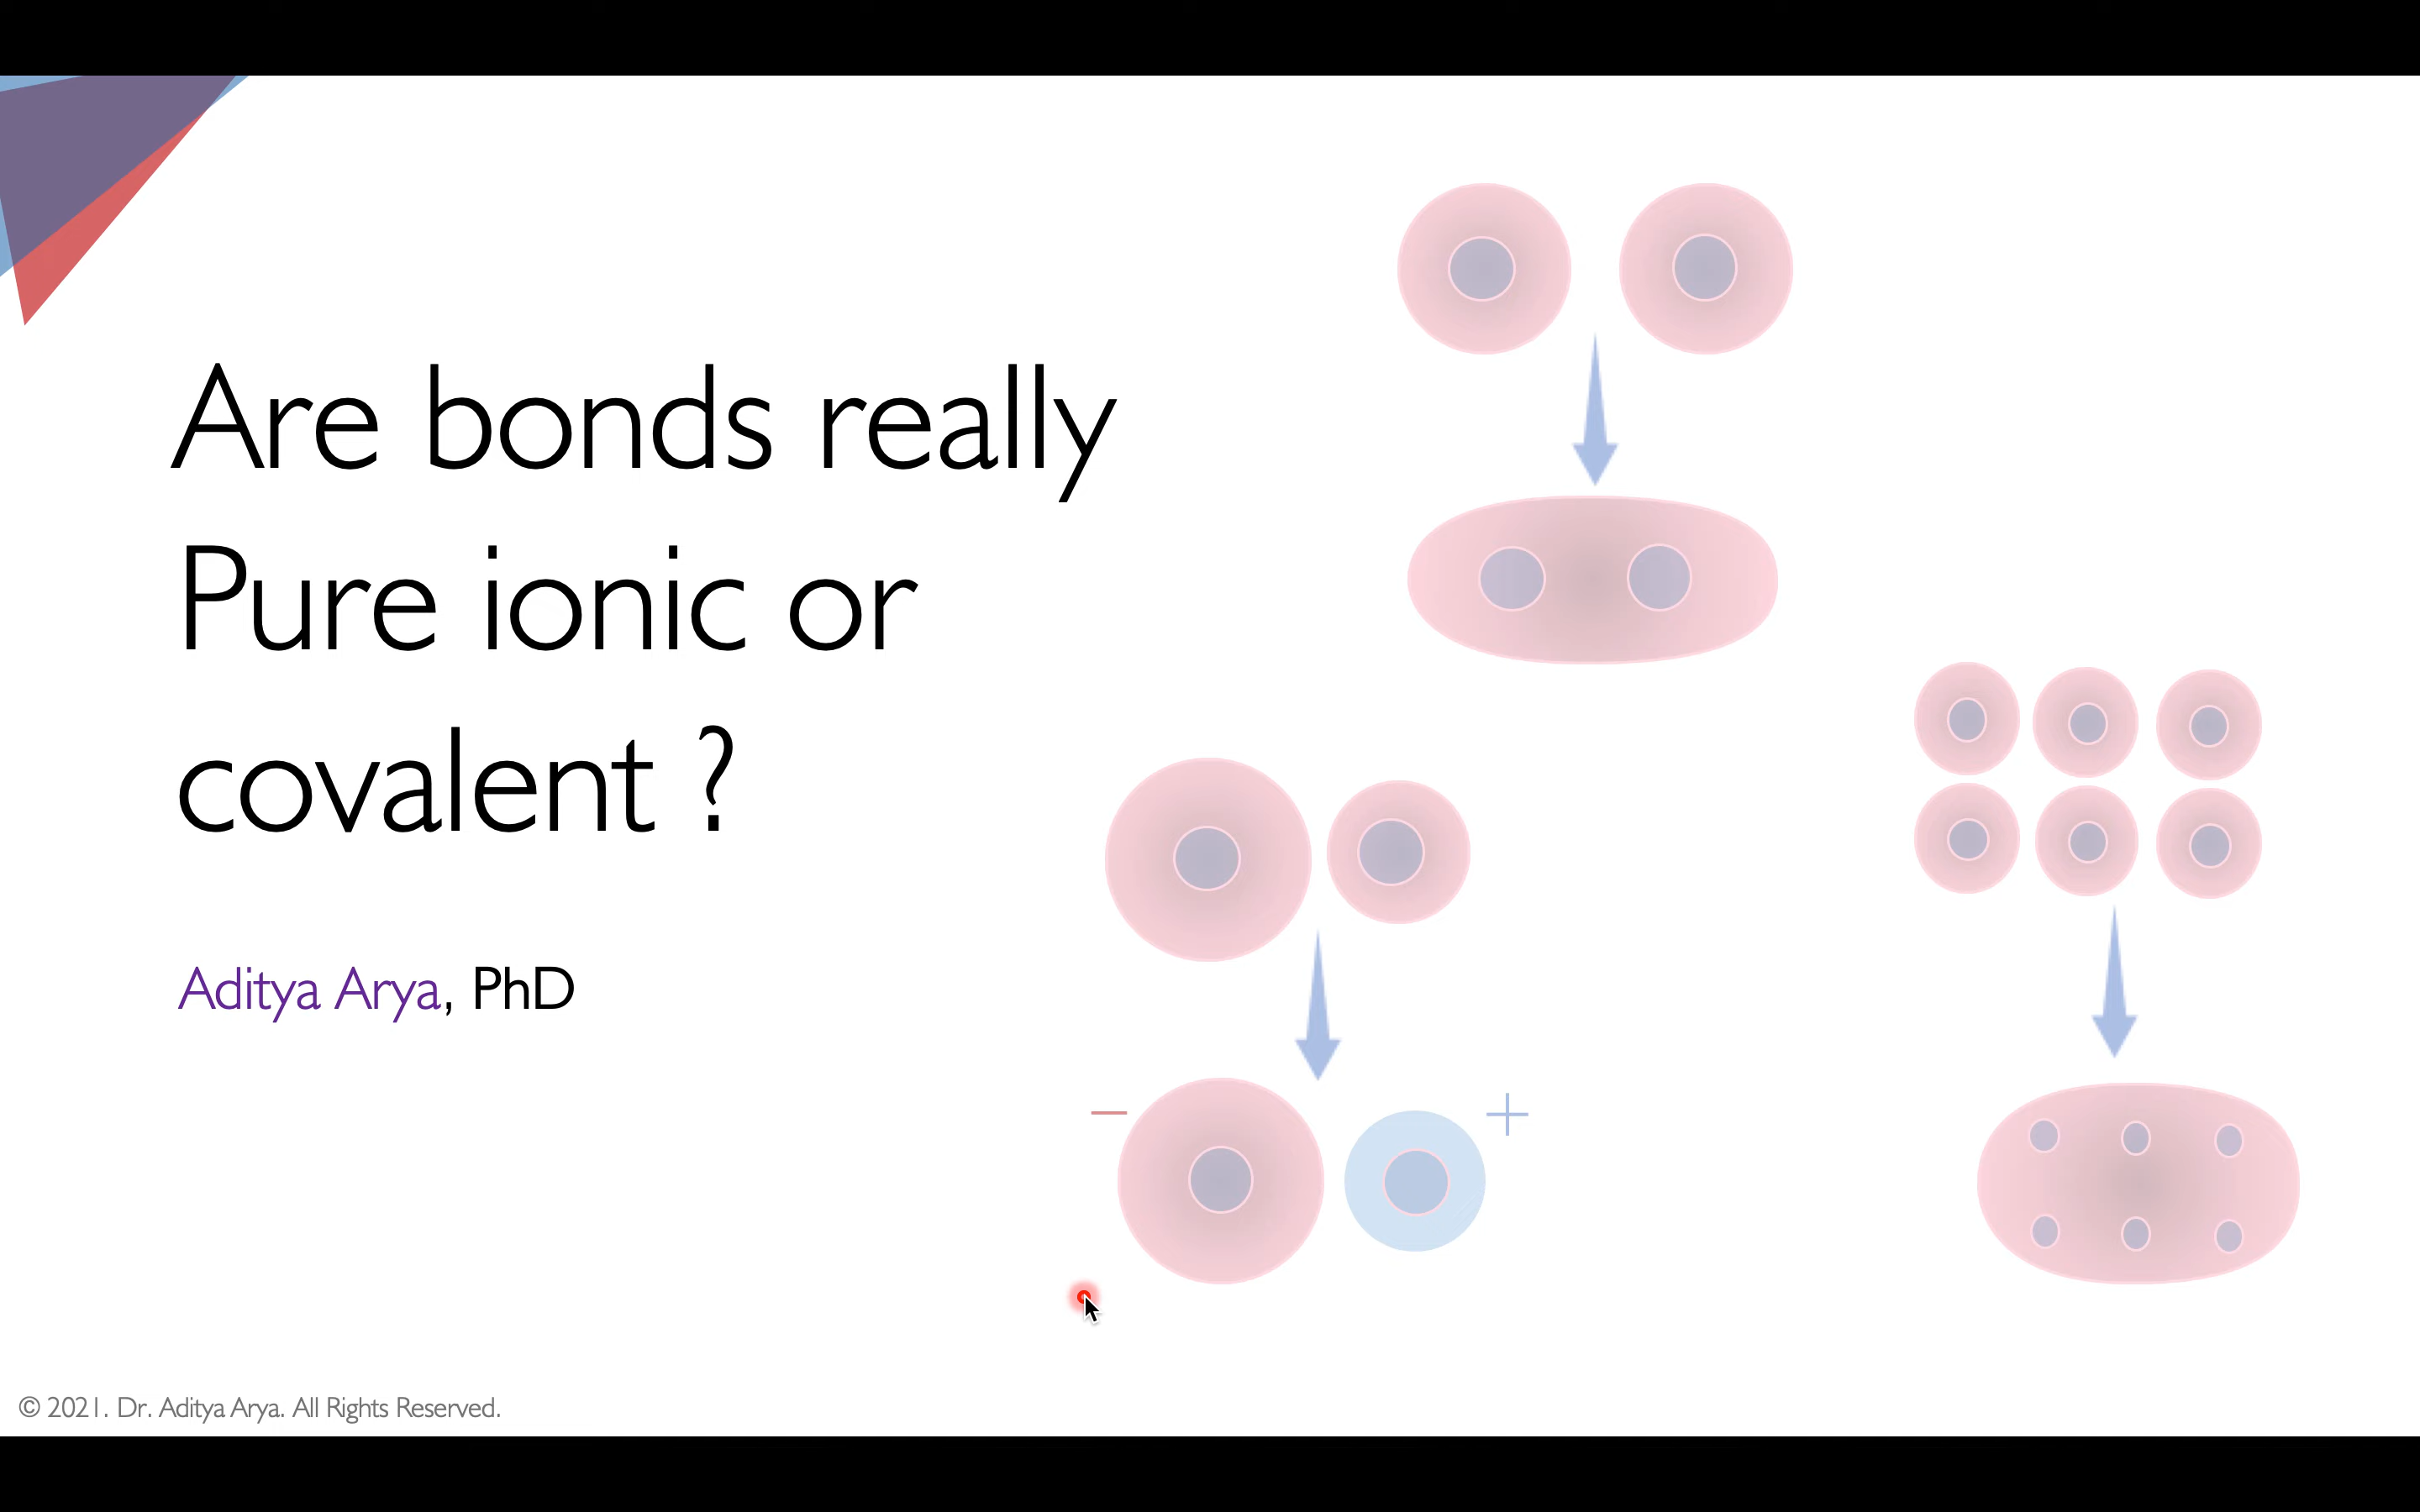 Are bonds really
Pure ionic or
covalent ?
Aditya Arya, PhD
− +
© 2021. Dr. Aditya Arya. All Rights Reserved.